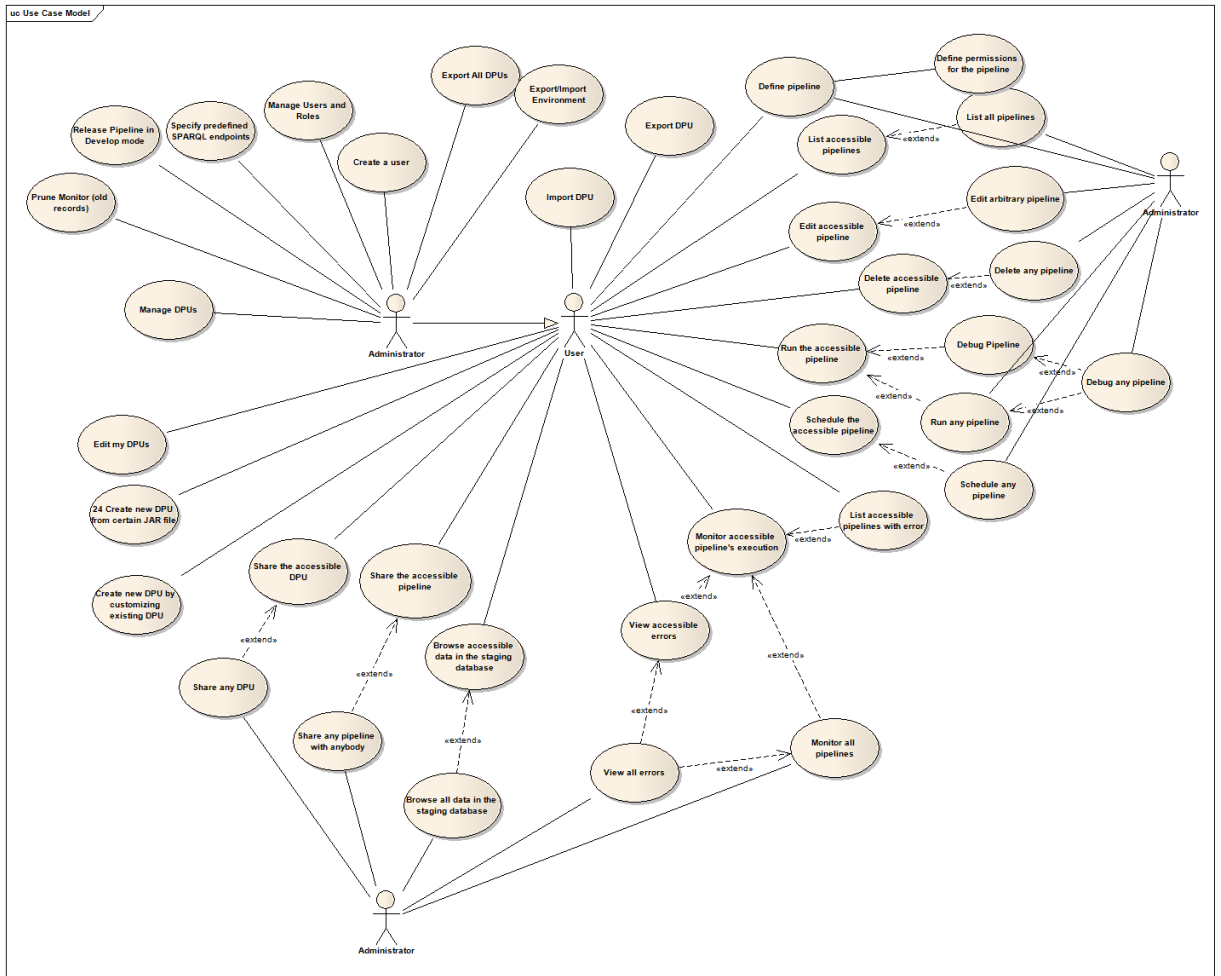 uc Use Case Model
Export All DPUs
Export/Import
Environment
Manage Users and
Roles
Specify predefined
SPARQL endpoints
Release Pipeline in
Develop mode
Create a user
Prune Monitor (old
records)
Manage DPUs
Export DPU
Import DPU
Define pipeline
Define permissions
for the pipeline
List all pipelines
List accessible
pipelines
«extend»
Edit arbitrary pipeline
Edit accessible
pipeline
«extend»
Administrator
Delete accessible
pipeline
Delete any pipeline
«extend»
Administrator
User
Run the accessible
pipeline
Debug Pipeline
«extend»
«extend»
«extend»
Debug any pipeline
«extend»
Run any pipeline
Schedule the
accessible pipeline
«extend»
Schedule any
pipeline
Edit my DPUs
24 Create new DPU
from certain JAR file
Create new DPU by
customizing
existing DPU
Share the accessible
DPU
Share the accessible
pipeline
Monitor accessible
pipeline's execution
List accessible
pipelines with error
«extend»
«extend»
View accessible
errors
Browse accessible
data in the staging
database
«extend»
«extend»
«extend»
Share any DPU
«extend»
«extend»
Share any pipeline
with anybody
Monitor all
pipelines
View all errors
«extend»
Browse all data in the
staging database
Administrator